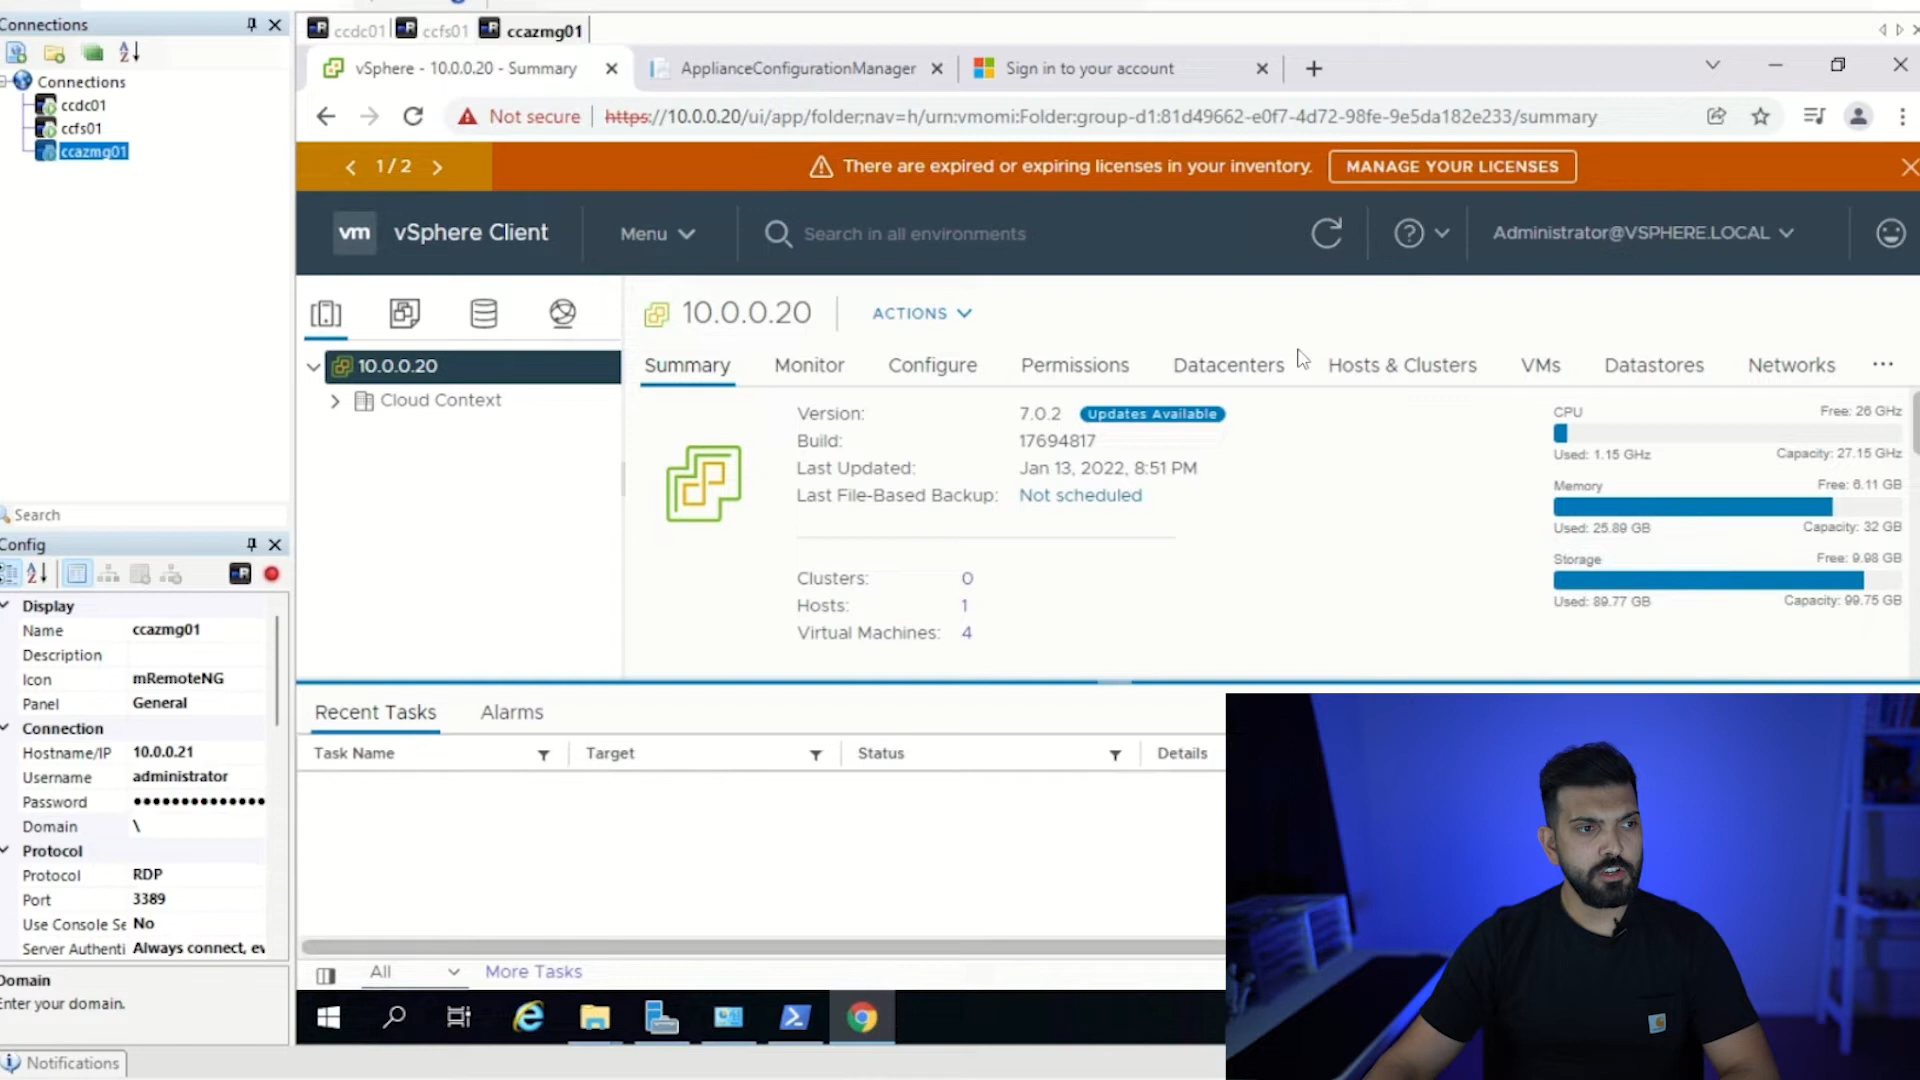 Connections
Connections
ccdc01
ccfs01
ccazmg01
Search
Config
Display
Name ccazmg01
Description
Icon mRemoteNG
Panel General
Connection
Hostname/IP 10.0.0.21
Username administrator
Password ●●●●●●●●●●●●●●
Domain \
Protocol
Protocol RDP
Port 3389
Use Console Se No
Server Authenti Always connect, ev
Domain
Enter your domain.
Notifications
ccdc01 ccfs01 ccazmg01
vSphere - 10.0.0.20 - Summary ApplianceConfigurationManager Sign in to your account
Not secure https://10.0.0.20/ui/app/folder;nav=h/urn:vmomi:Folder:group-d1:81d49662-e0f7-4d72-98fe-9e5da182e233/summary
1 / 2 There are expired or expiring licenses in your inventory. MANAGE YOUR LICENSES
vm vSphere Client Menu Search in all environments Administrator@VSPHERE.LOCAL
10.0.0.20
Cloud Context
10.0.0.20 ACTIONS
Summary Monitor Configure Permissions Datacenters Hosts & Clusters VMs Datastores Networks ...
Version: 7.0.2 Updates Available
Build: 17694817
Last Updated: Jan 13, 2022, 8:51 PM
Last File-Based Backup: Not scheduled
Clusters: 0
Hosts: 1
Virtual Machines: 4
CPU Free: 26 GHz
Used: 1.15 GHz Capacity: 27.15 GHz
Memory Free: 6.11 GB
Used: 25.89 GB Capacity: 32 GB
Storage Free: 9.98 GB
Used: 89.77 GB Capacity: 99.75 GB
Recent Tasks Alarms
Task Name Target Status Details
All More Tasks